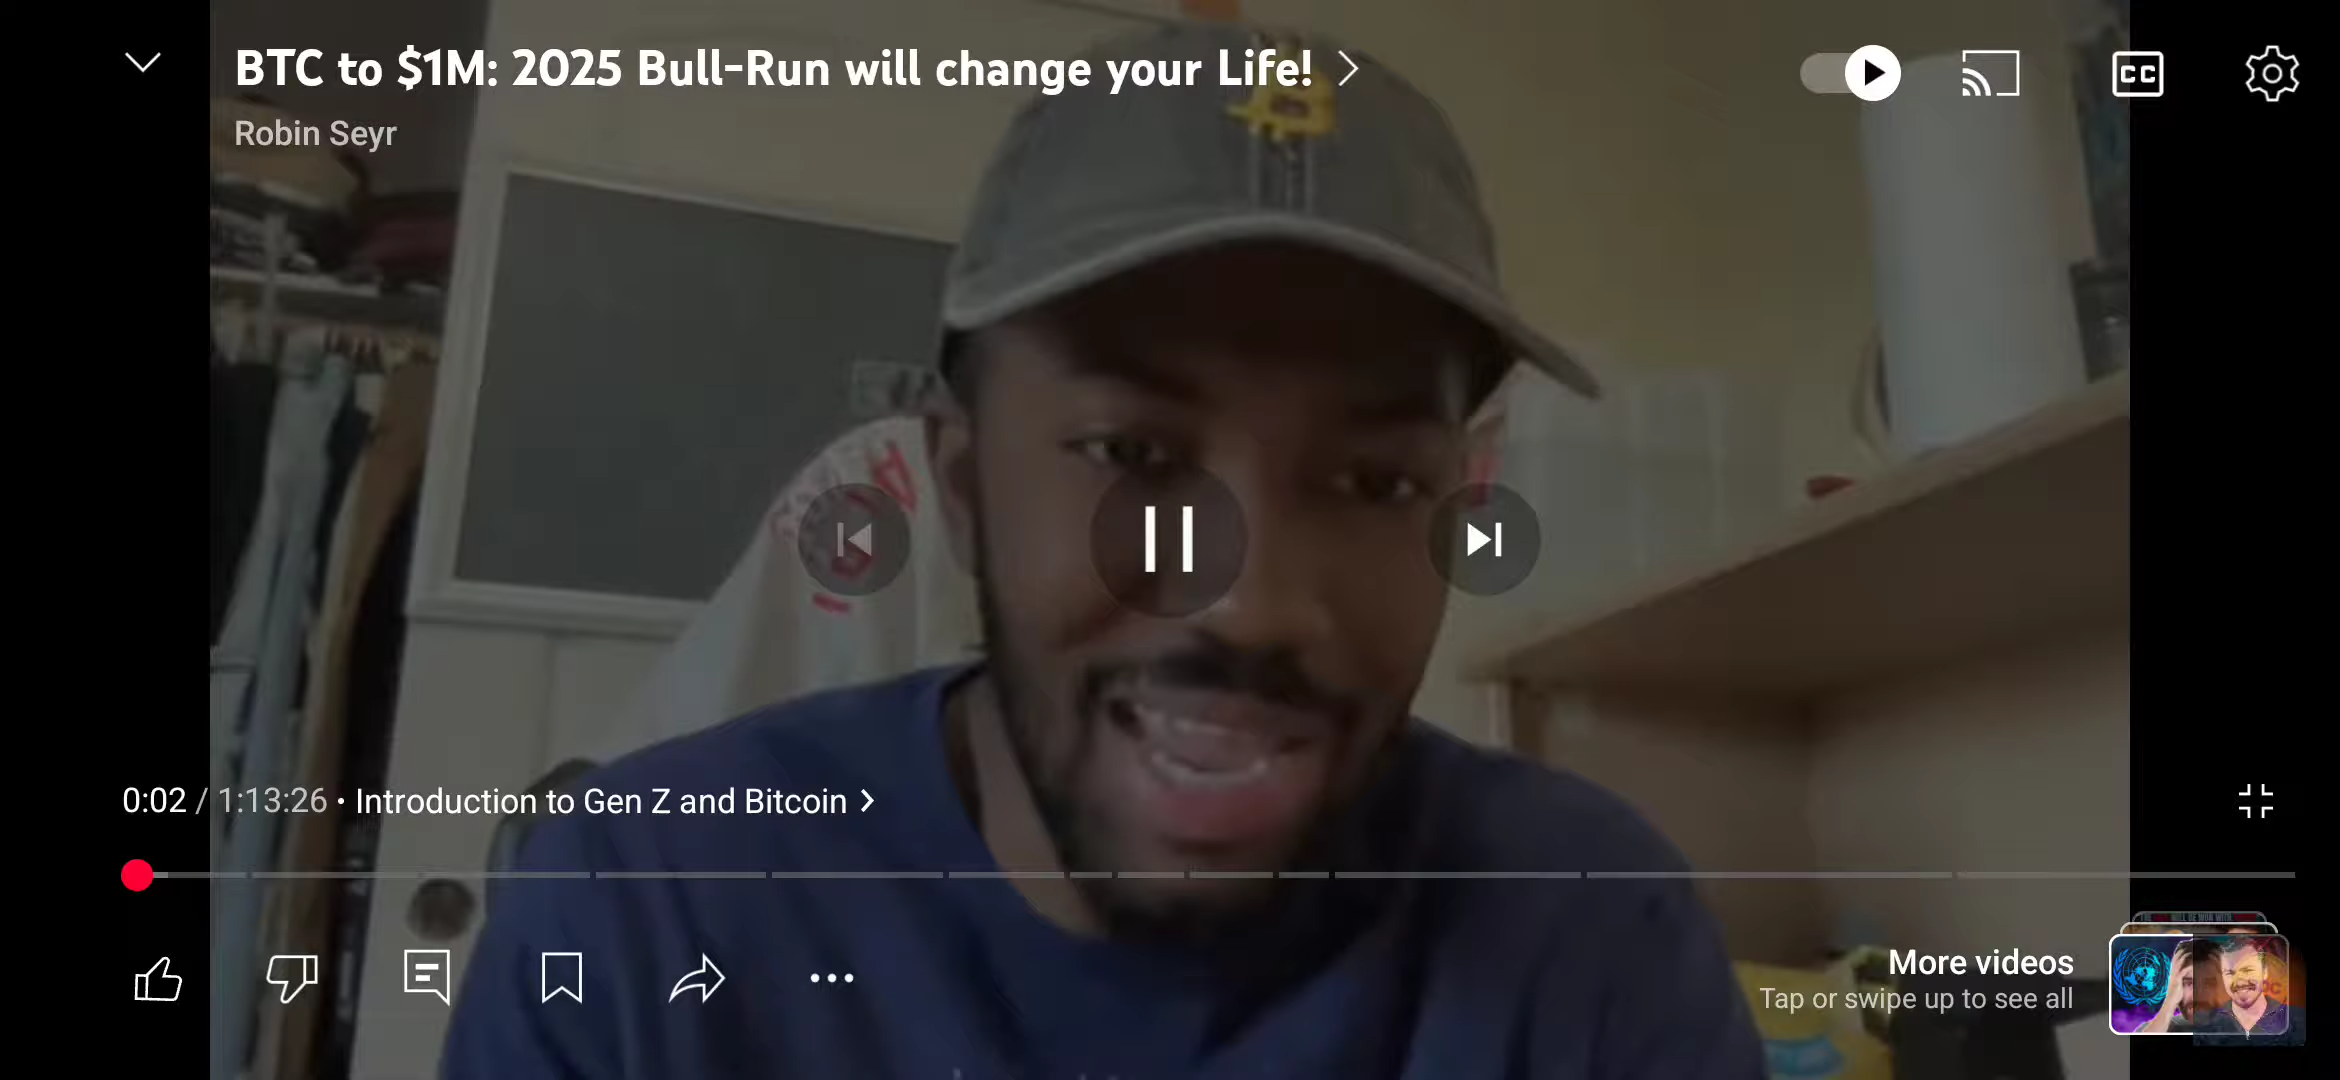 BTC to $1M: 2025 Bull-Run will change your Life!
Robin Seyr
CC
0:02 / 1:13:26 • Introduction to Gen Z and Bitcoin
More videos
Tap or swipe up to see all